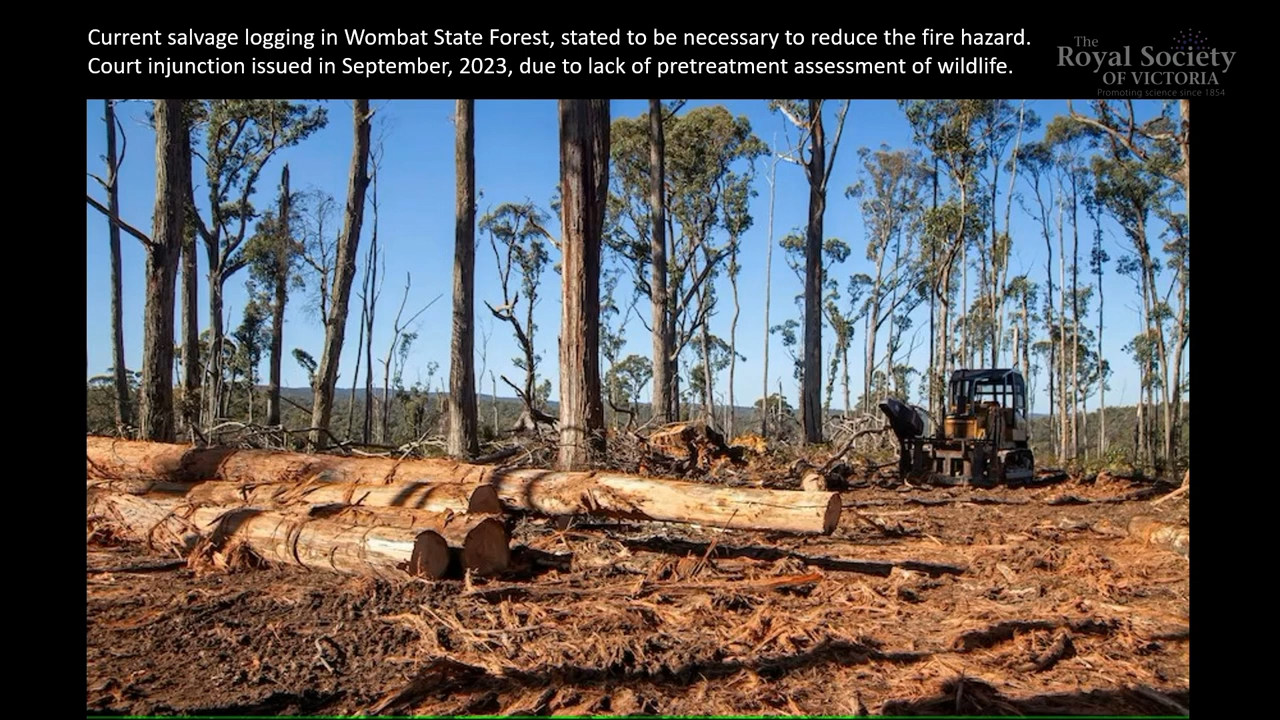 Current salvage logging in Wombat State Forest, stated to be necessary to reduce the fire hazard.
Court injunction issued in September, 2023, due to lack of pretreatment assessment of wildlife.
The
Royal Society
OF VICTORIA
Promoting science since 1854